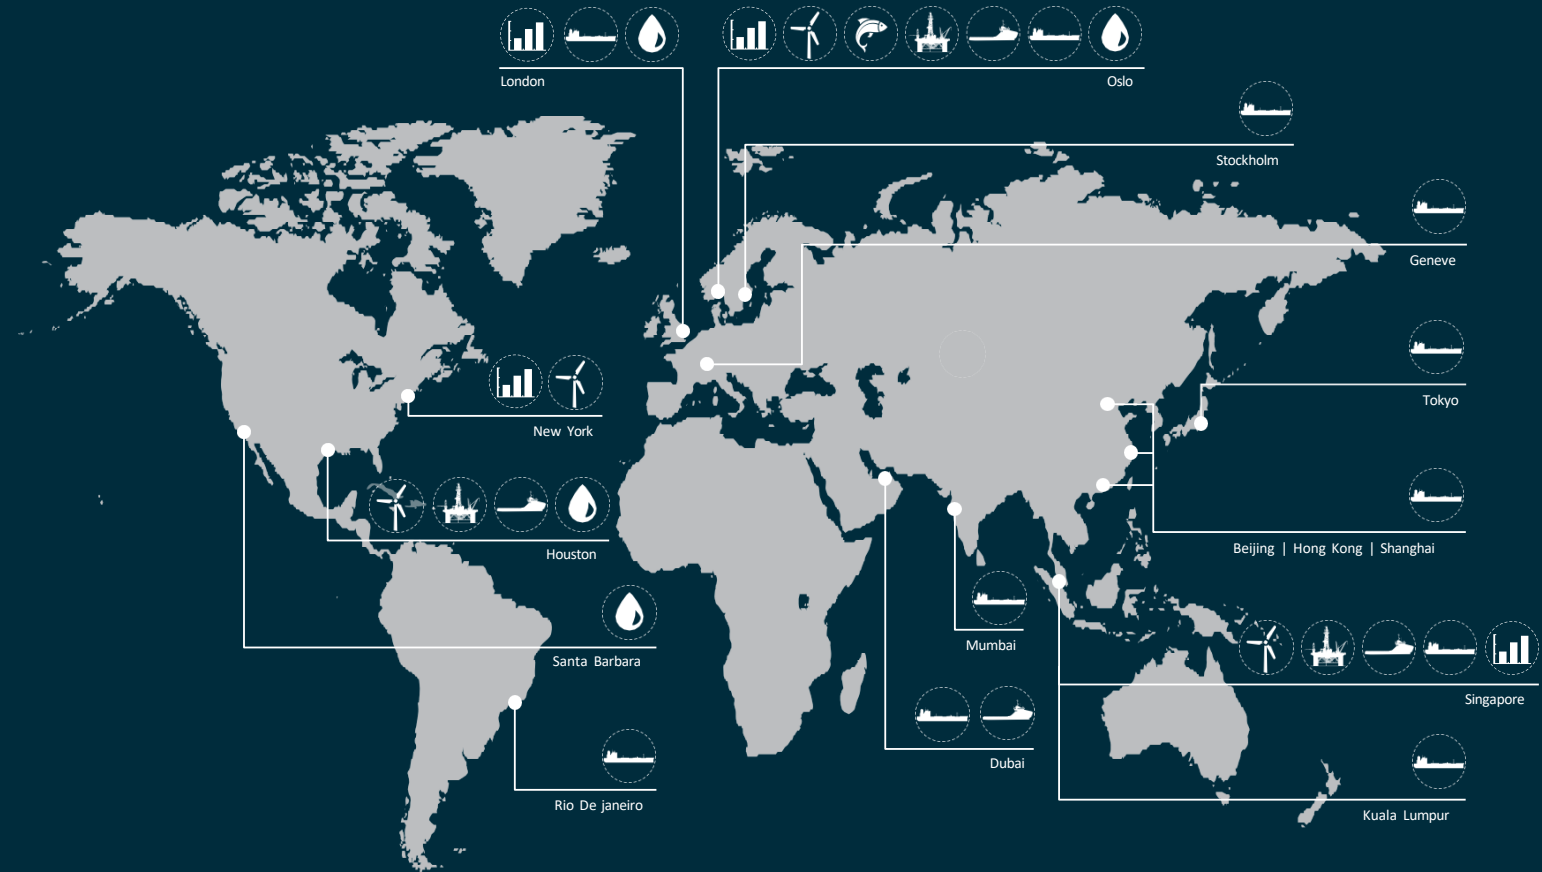 London
Oslo
Stockholm
Geneve
Tokyo
New York
Beijing | Hong Kong | Shanghai
Houston
Mumbai
Santa Barbara
Singapore
Dubai
Rio De janeiro
Kuala Lumpur